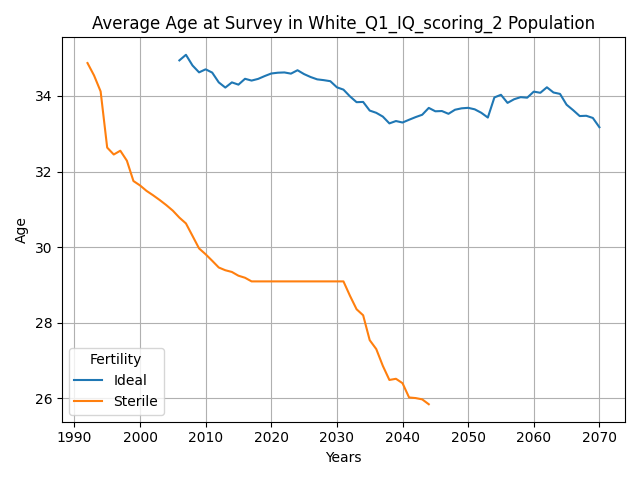 Average Age at Survey in White_Q1_IQ_scoring_2 Population
Age
34
32
30
28
26
Fertility
Ideal
Sterile
1990 2000 2010 2020 2030 2040 2050 2060 2070
Years